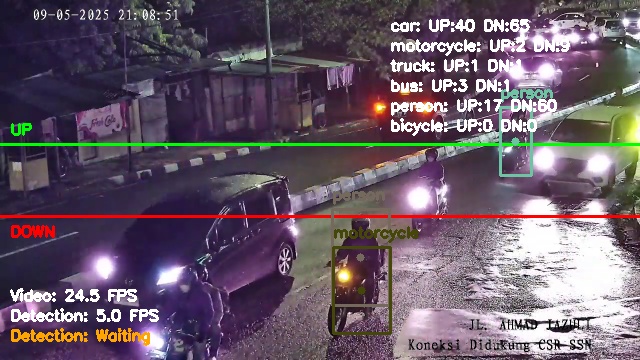 09-05-2025 21:08:51
car: UP:40 DN:65
motorcycle: UP:2 DN:9
truck: UP:1 DN:1
bus: UP:3 DN:1
person
person: UP:17 DN:60
bicycle: UP:0 DN:0
UP
person
DOWN
motorcycle
Video: 24.5 FPS
Detection: 5.0 FPS
Detection: Waiting
JL. AHMAD JAZULI
Koneksi Didukung CSR SSN